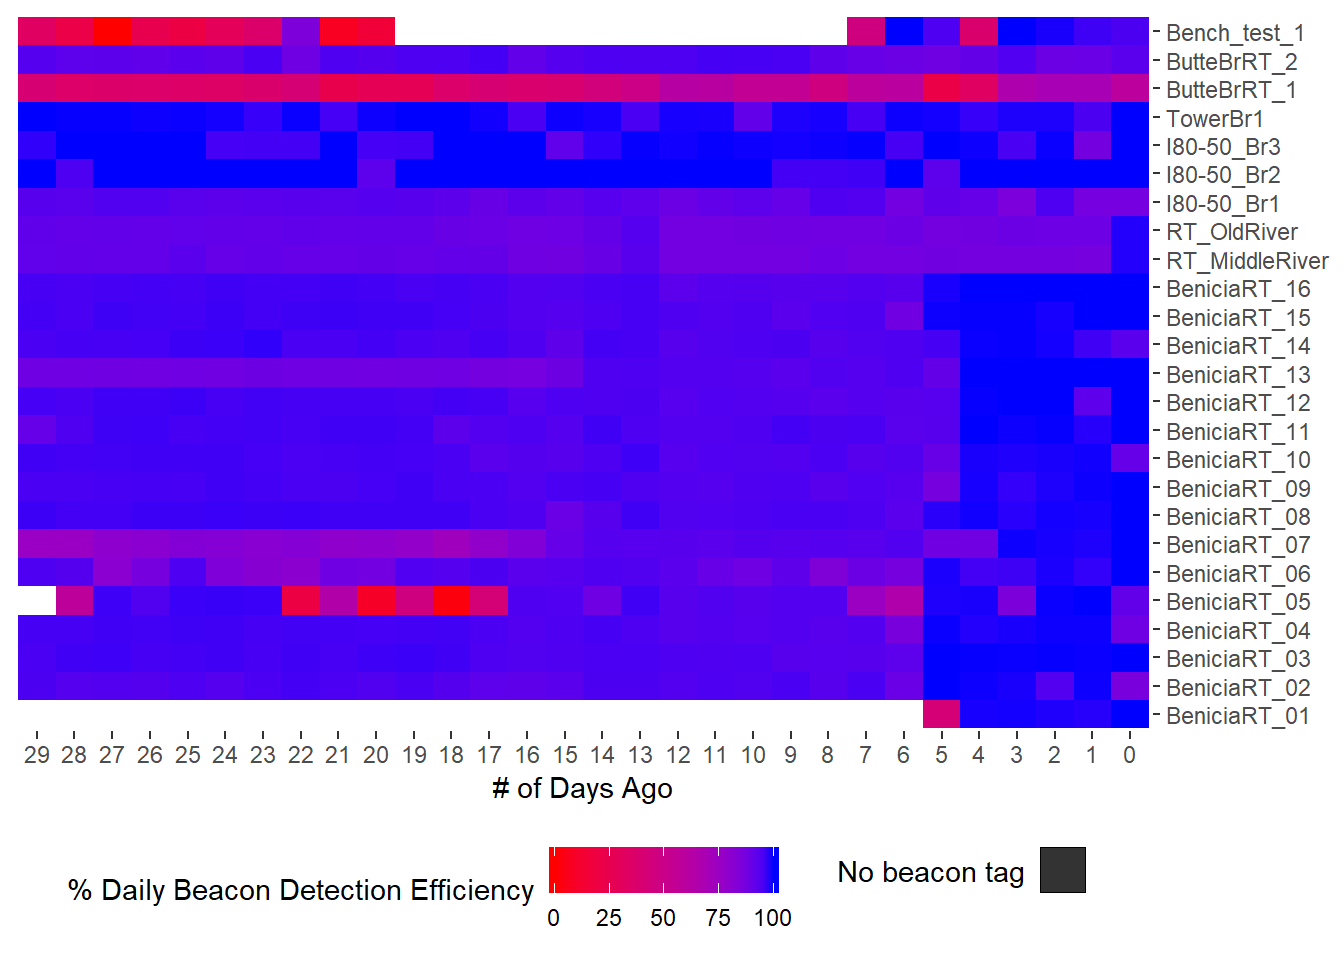 Bench_test_1
ButteBrRT_2
ButteBrRT_1
TowerBr1
I80-50_Br3
I80-50_Br2
I80-50_Br1
RT_OldRiver
RT_MiddleRiver
BeniciaRT_16
BeniciaRT_15
BeniciaRT_14
BeniciaRT_13
BeniciaRT_12
BeniciaRT_11
BeniciaRT_10
BeniciaRT_09
BeniciaRT_08
BeniciaRT_07
BeniciaRT_06
BeniciaRT_05
BeniciaRT_04
BeniciaRT_03
BeniciaRT_02
BeniciaRT_01
29 28 27 26 25 24 23 22 21 20 19 18 17 16 15 14 13 12 11 10 9 8 7 6 5 4 3 2 1 0
# of Days Ago
% Daily Beacon Detection Efficiency
0 25 50 75 100
No beacon tag